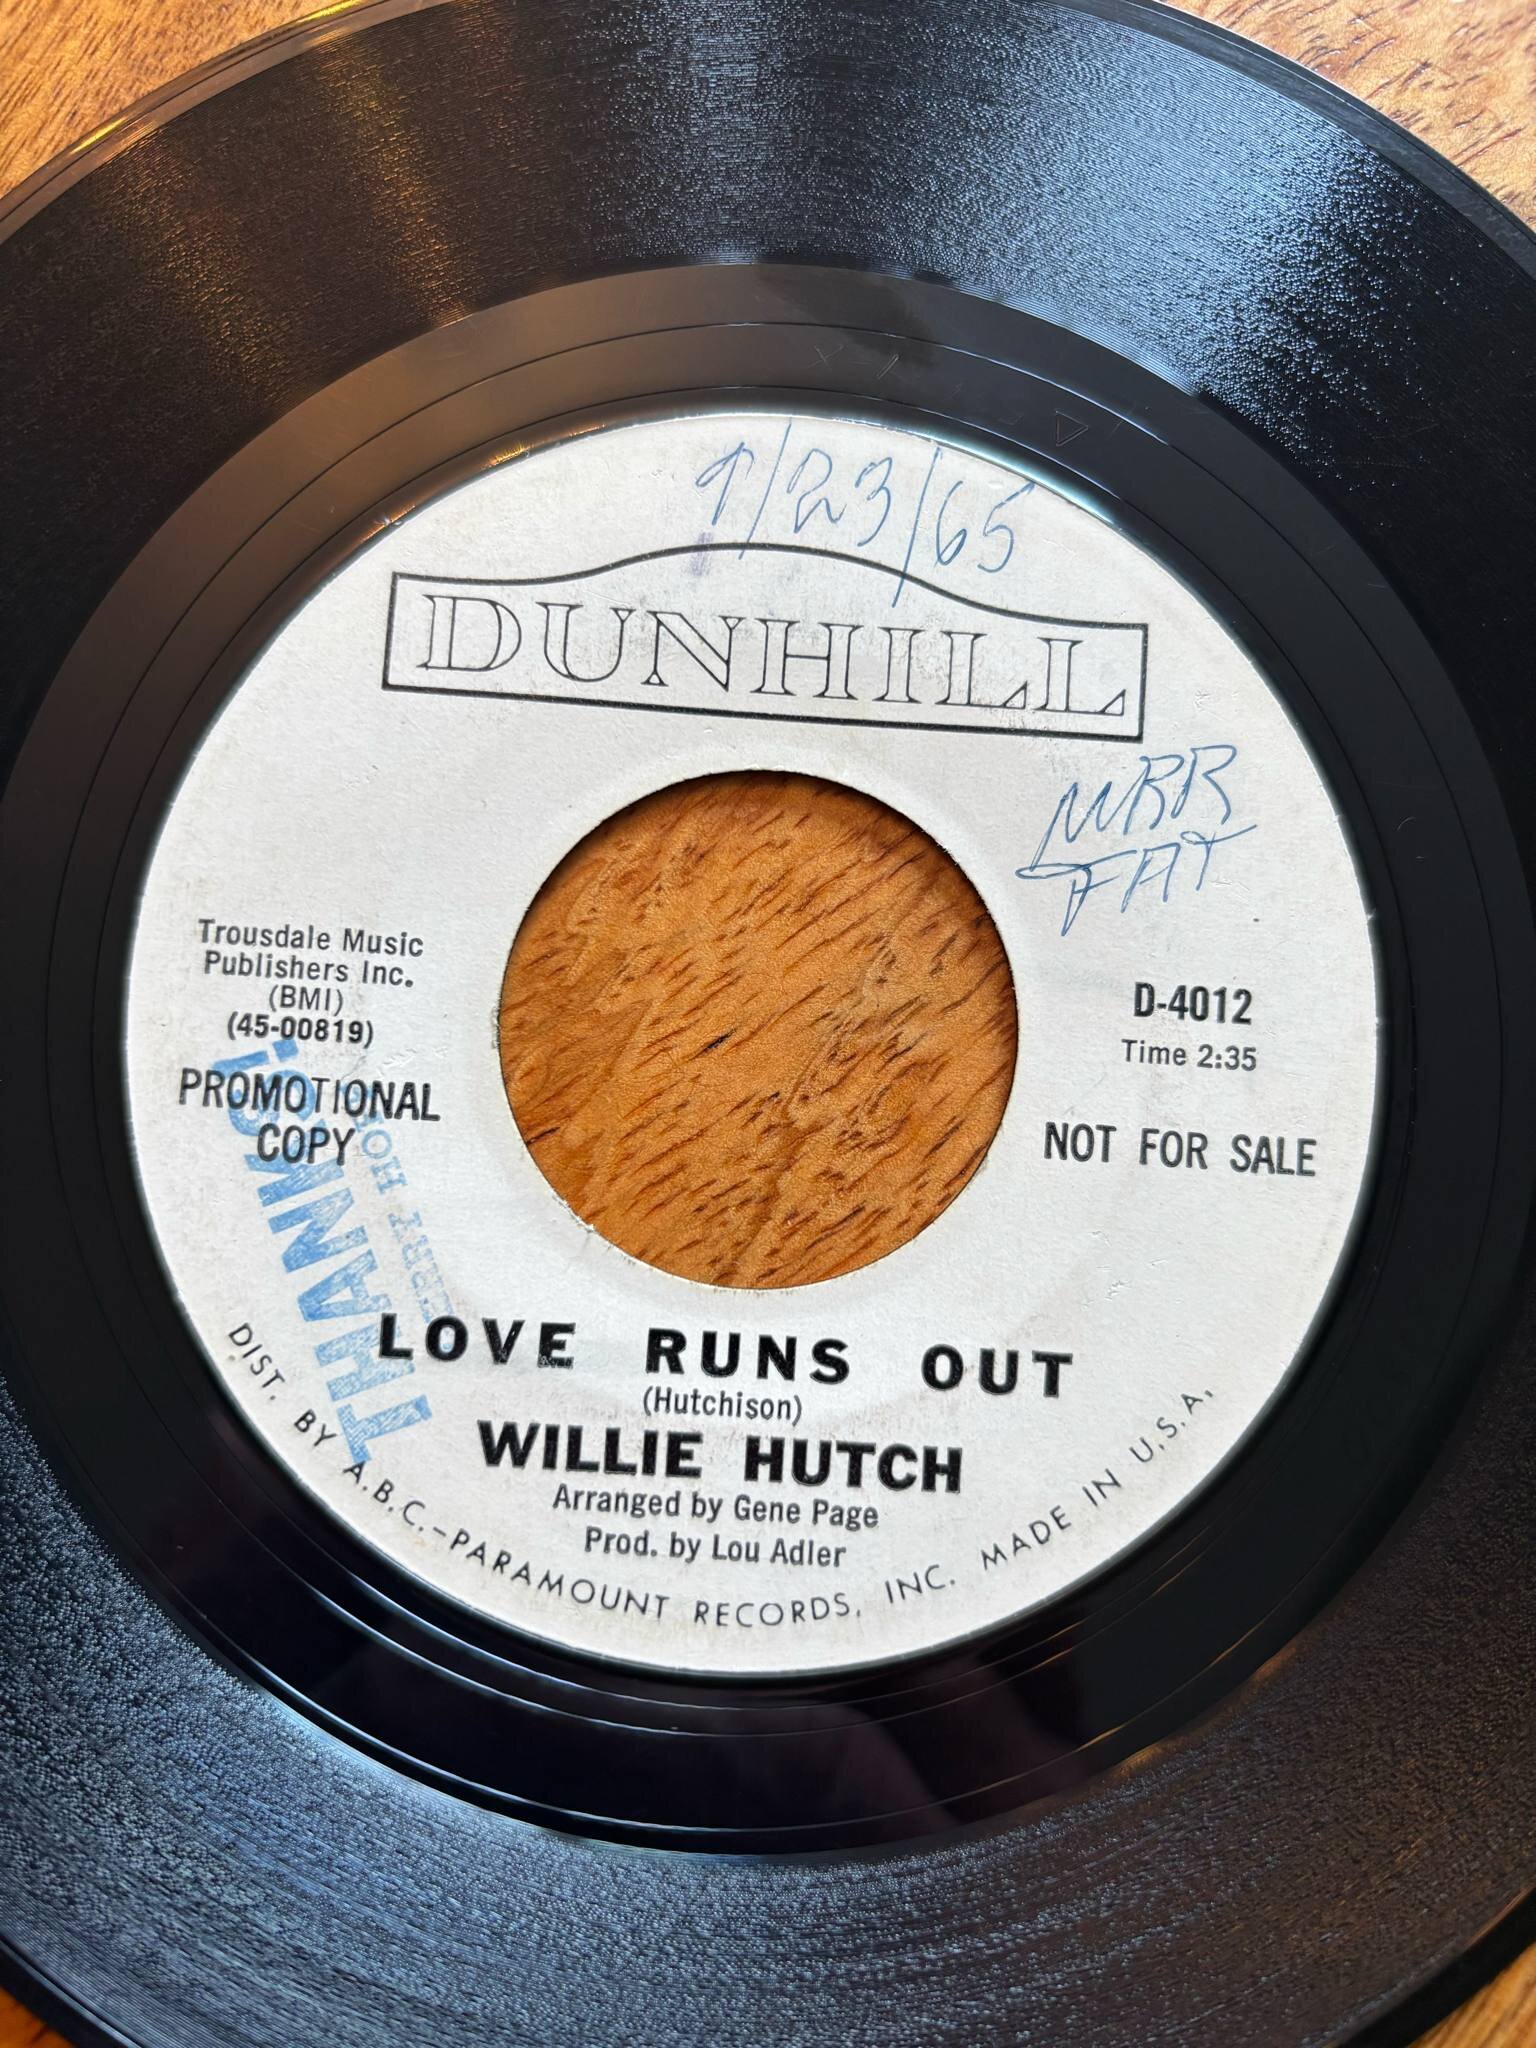 9/23/65
DUNHILL
MRR
FAT
Trousdale Music
Publishers Inc.
(BMI)
(45-00819)
PROMOTIONAL
COPY
D-4012
Time 2:35
NOT FOR SALE
THANKS!
LOVE RUNS OUT
(Hutchison)
WILLIE HUTCH
Arranged by Gene Page
Prod. by Lou Adler
DIST. BY A.B.C.-PARAMOUNT RECORDS, INC. MADE IN U.S.A.